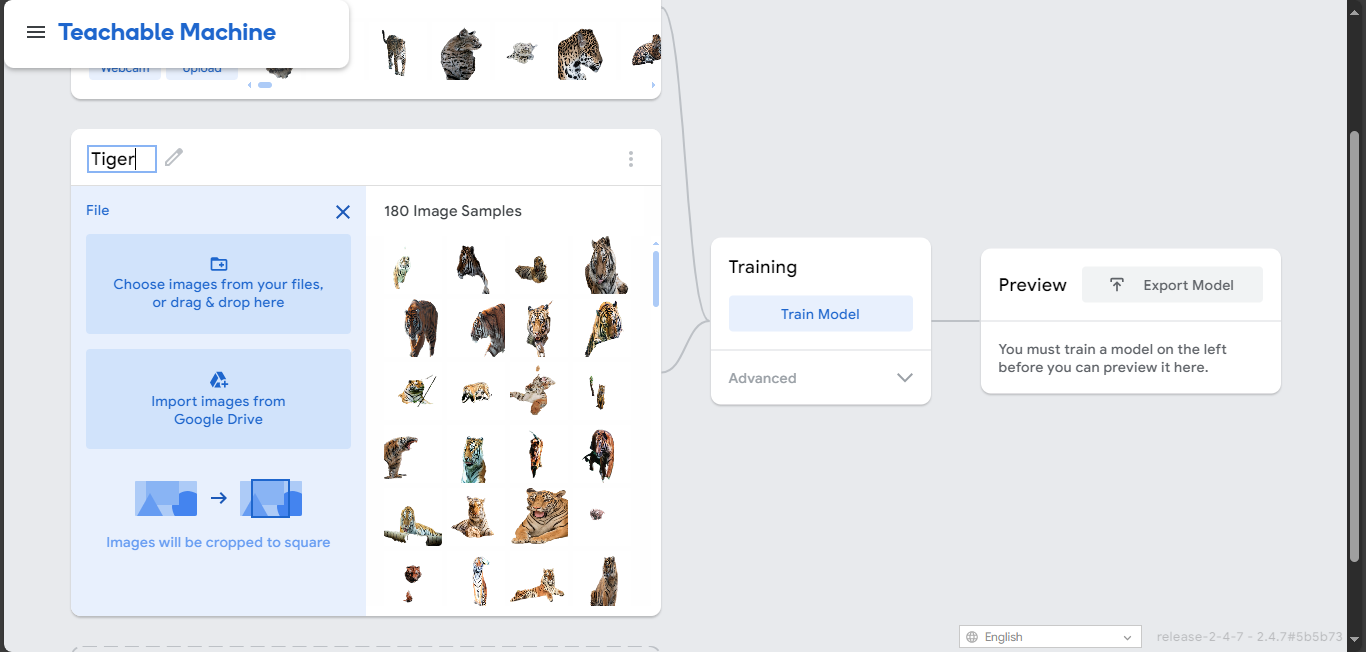 Teachable Machine
Webcam
Upload
Tiger
File
Choose images from your files,
or drag & drop here
Import images from
Google Drive
Images will be cropped to square
180 Image Samples
Training
Train Model
Advanced
Preview
Export Model
You must train a model on the left
before you can preview it here.
English
release-2-4-7 - 2.4.7#5b5b73